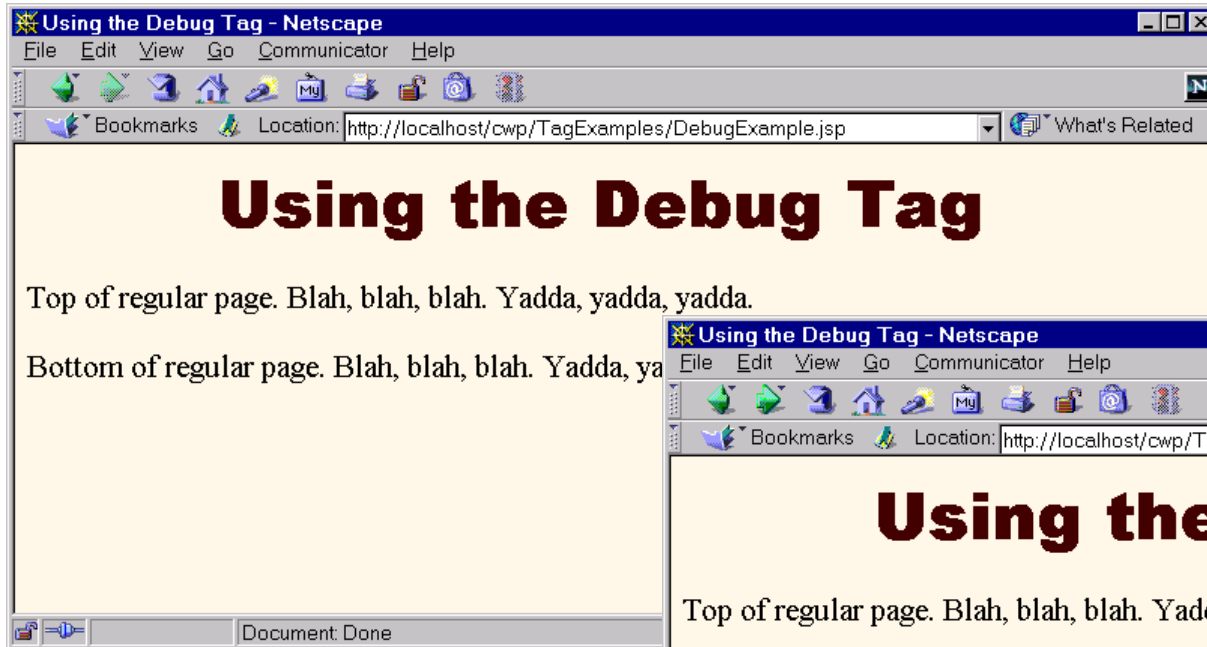 Using the Debug Tag - Netscape
File Edit View Go Communicator Help
My
N
Bookmarks Location: http://localhost/cwp/TagExamples/DebugExample.jsp What's Related
Using the Debug Tag
Top of regular page. Blah, blah, blah. Yadda, yadda, yadda.
Bottom of regular page. Blah, blah, blah. Yadda, ya
Document: Done
Using the Debug Tag - Netscape
File Edit View Go Communicator Help
My
Bookmarks Location: http://localhost/cwp/T
Using the
Top of regular page. Blah, blah, blah. Yad